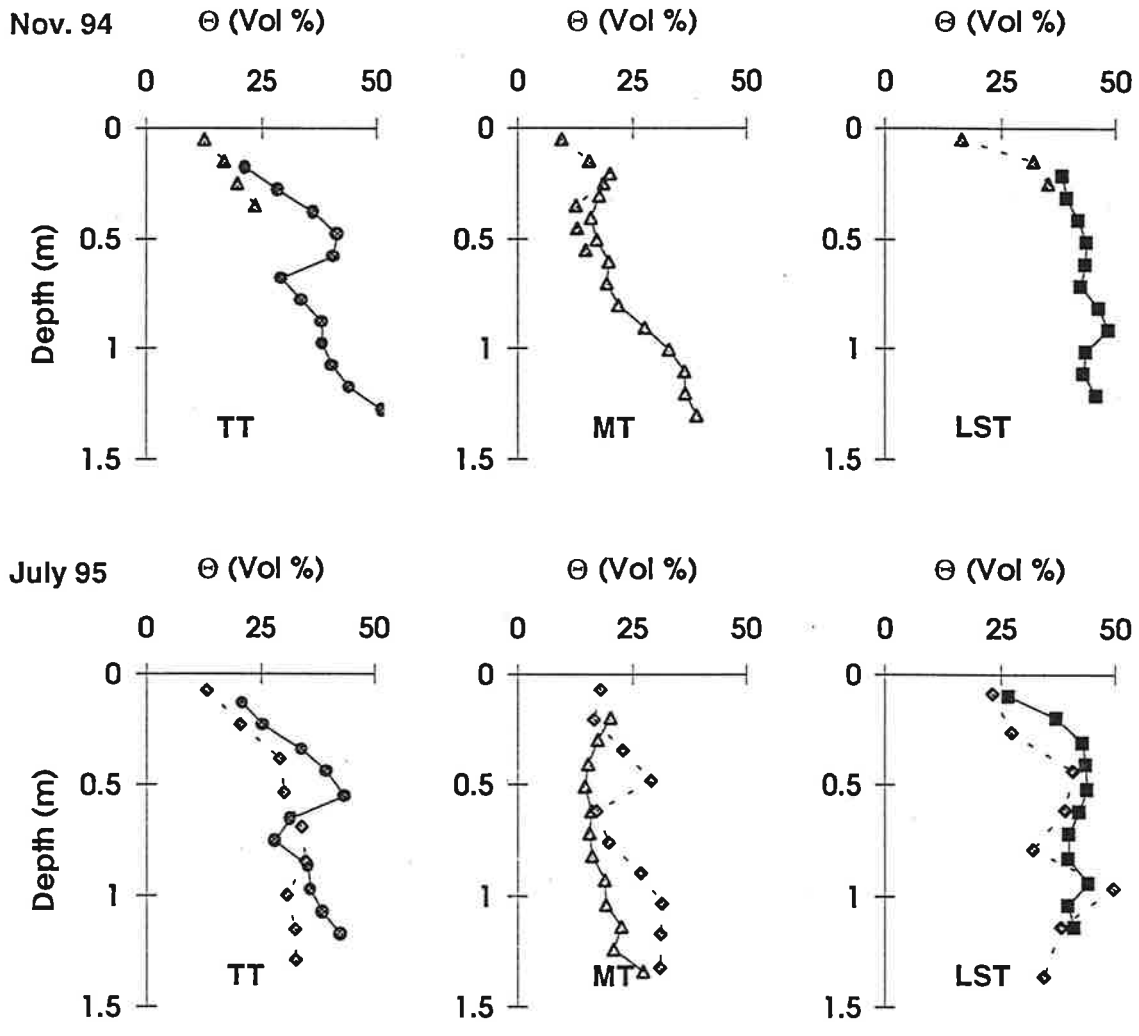 Nov. 94 Θ (Vol %) Θ (Vol %) Θ (Vol %)
0 25 50 0 25 50 0 25 50
0 0 0
0.5 0.5 0.5
Depth (m)
1 1 1
TT MT LST
1.5 1.5 1.5
July 95 Θ (Vol %) Θ (Vol %) Θ (Vol %)
0 25 50 0 25 50 0 25 50
0 0 0
0.5 0.5 0.5
Depth (m)
1 1 1
TT MT LST
1.5 1.5 1.5